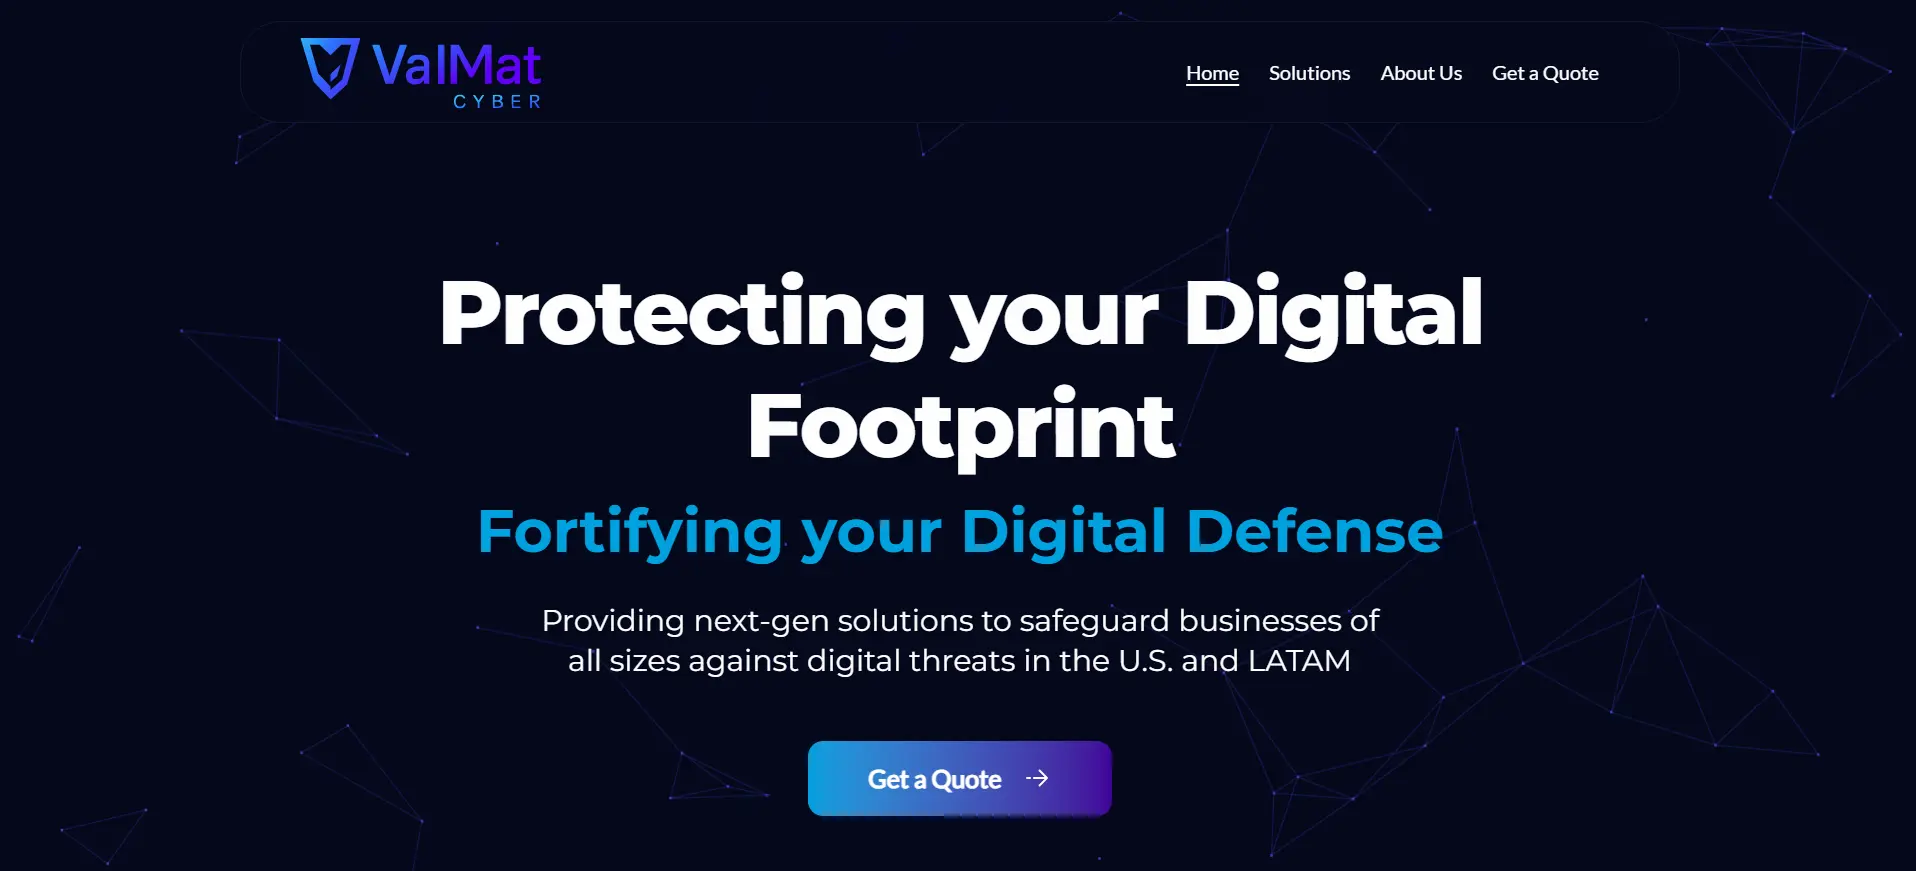 ValMat
CYBER
Home
Solutions
About Us
Get a Quote
Protecting your Digital
Footprint
Fortifying your Digital Defense
Providing next-gen solutions to safeguard businesses of
all sizes against digital threats in the U.S. and LATAM
Get a Quote